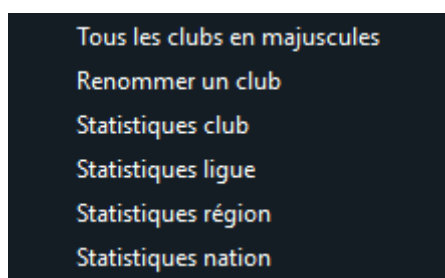 Tous les clubs en majuscules
Renommer un club
Statistiques club
Statistiques ligue
Statistiques région
Statistiques nation